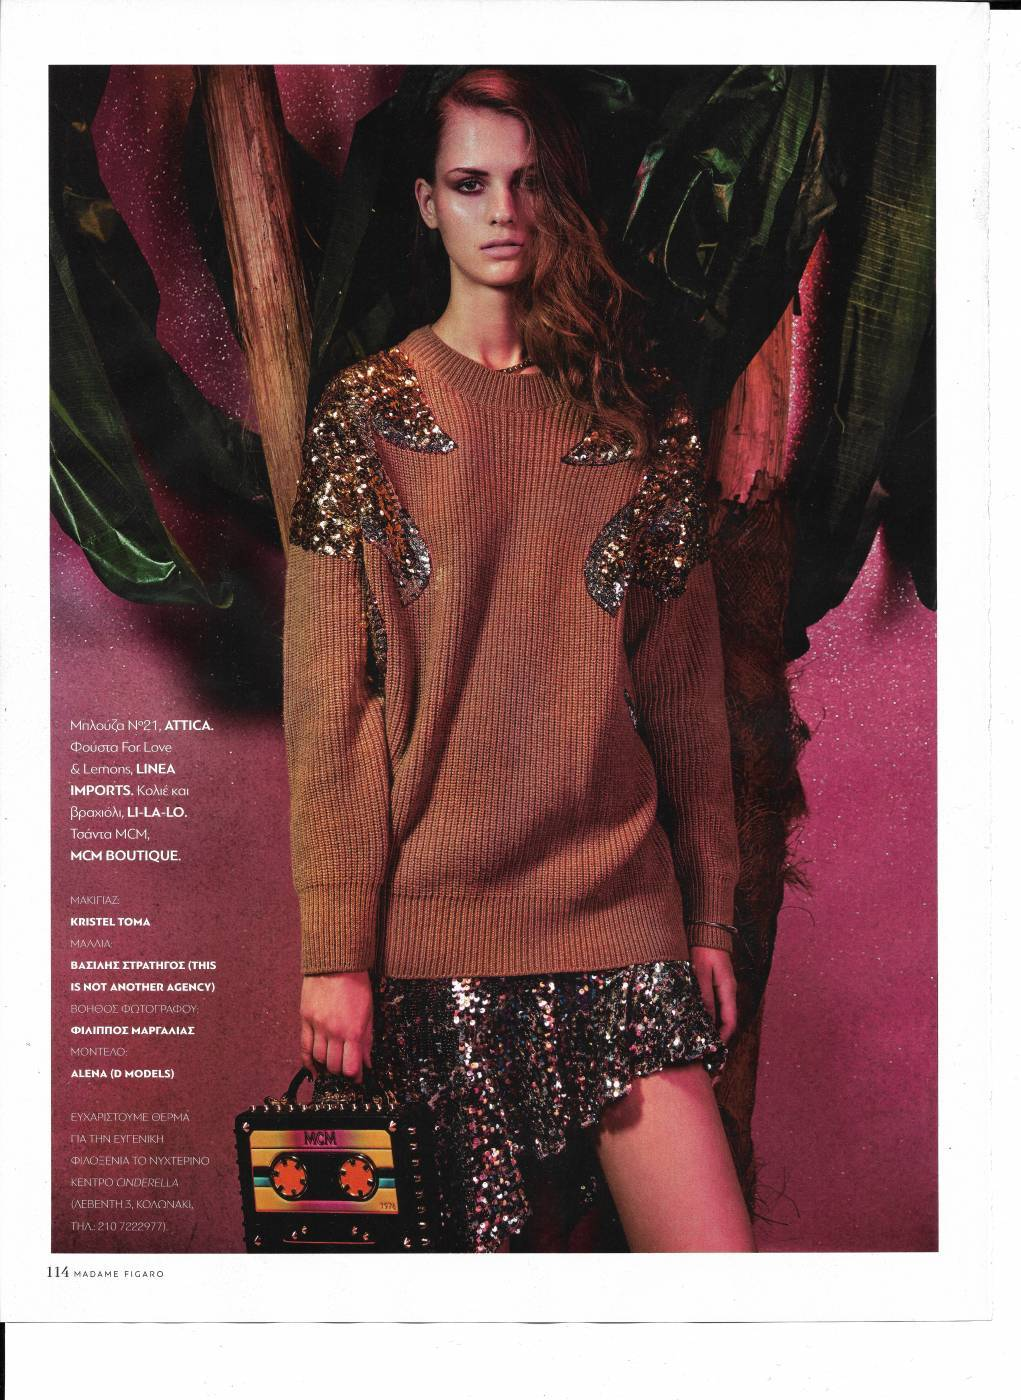 Μπλούζα Nº21, ATTICA.
Φούστα For Love
& Lemons, LINEA
IMPORTS. Κολιέ και
βραχιόλι, LI-LA-LO.
Τσάντα MCM,
MCM BOUTIQUE.
ΜΑΚΙΓΙΑΖ:
KRISTEL TOMA
ΜΑΛΛΙΑ:
ΒΑΣΙΛΗΣ ΣΤΡΑΤΗΓΟΣ (THIS
IS NOT ANOTHER AGENCY)
ΒΟΗΘΟΣ ΦΩΤΟΓΡΑΦΟΥ:
ΦΙΛΙΠΠΟΣ ΜΑΡΓΑΛΙΑΣ
ΜΟΝΤΕΛΟ:
ALENA (D MODELS)
ΕΥΧΑΡΙΣΤΟΥΜΕ ΘΕΡΜΑ
ΓΙΑ ΤΗΝ ΕΥΓΕΝΙΚΗ
ΦΙΛΟΞΕΝΙΑ ΤΟ ΝΥΧΤΕΡΙΝΟ
ΚΕΝΤΡΟ CINDERELLA
(ΛΕΒΕΝΤΗ 3, ΚΟΛΩΝΑΚΙ,
ΤΗΛ.: 210 7222977).
MCM
1976
114 MADAME FIGARO